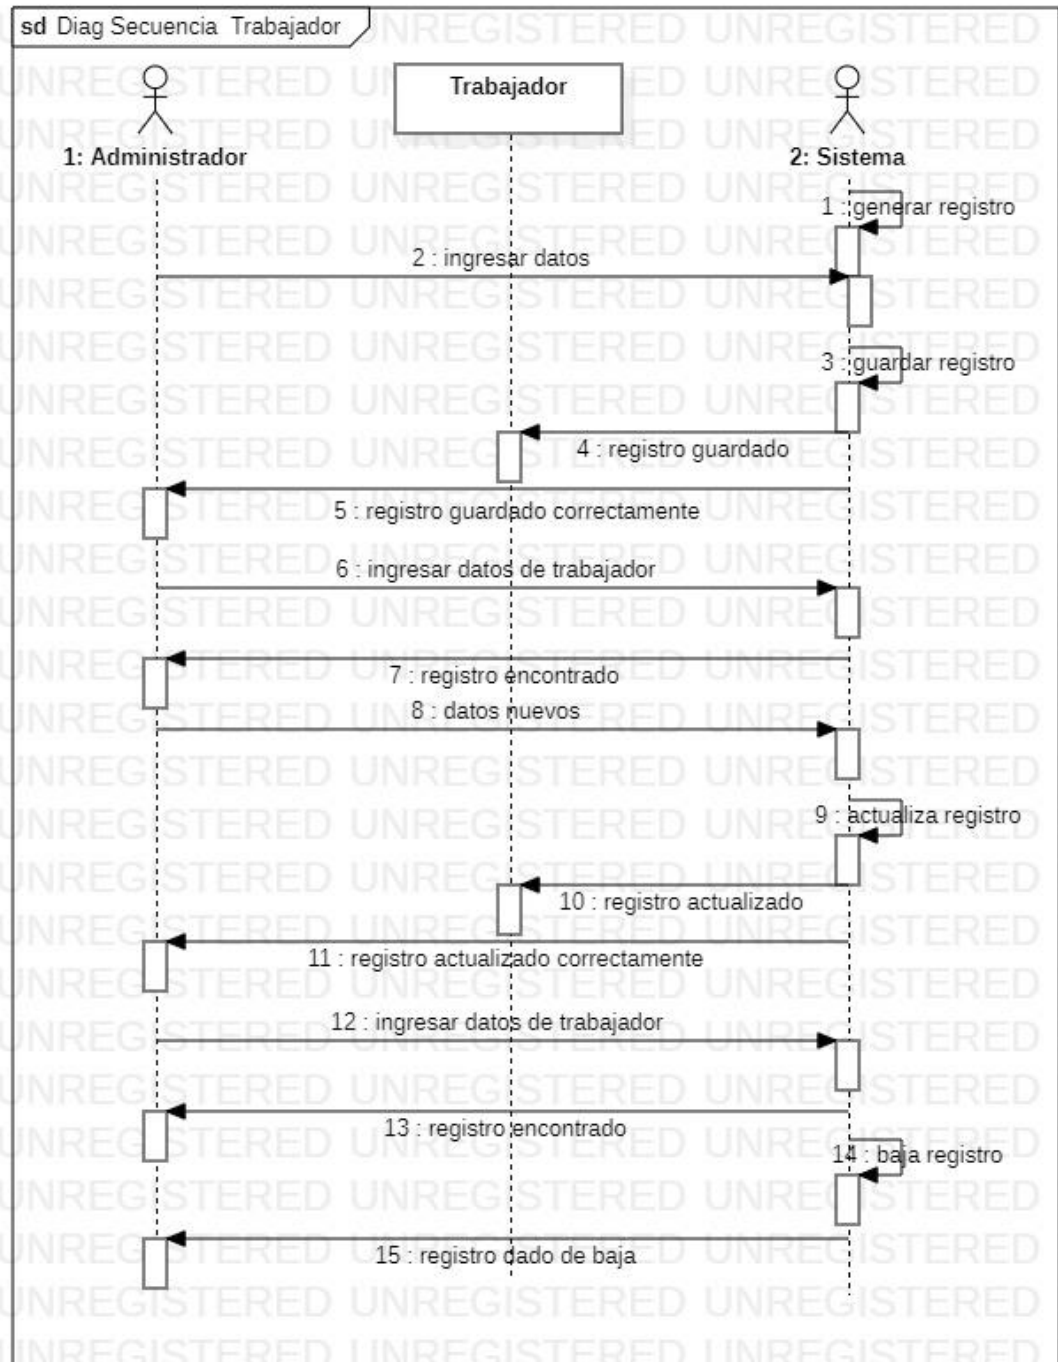 sd Diag Secuencia Trabajador
Trabajador
1: Administrador
2: Sistema
1 : generar registro
2 : ingresar datos
3 : guardar registro
4 : registro guardado
5 : registro guardado correctamente
6 : ingresar datos de trabajador
7 : registro encontrado
8 : datos nuevos
9 : actualiza registro
10 : registro actualizado
11 : registro actualizado correctamente
12 : ingresar datos de trabajador
13 : registro encontrado
14 : baja registro
15 : registro dado de baja
UNREGISTERED